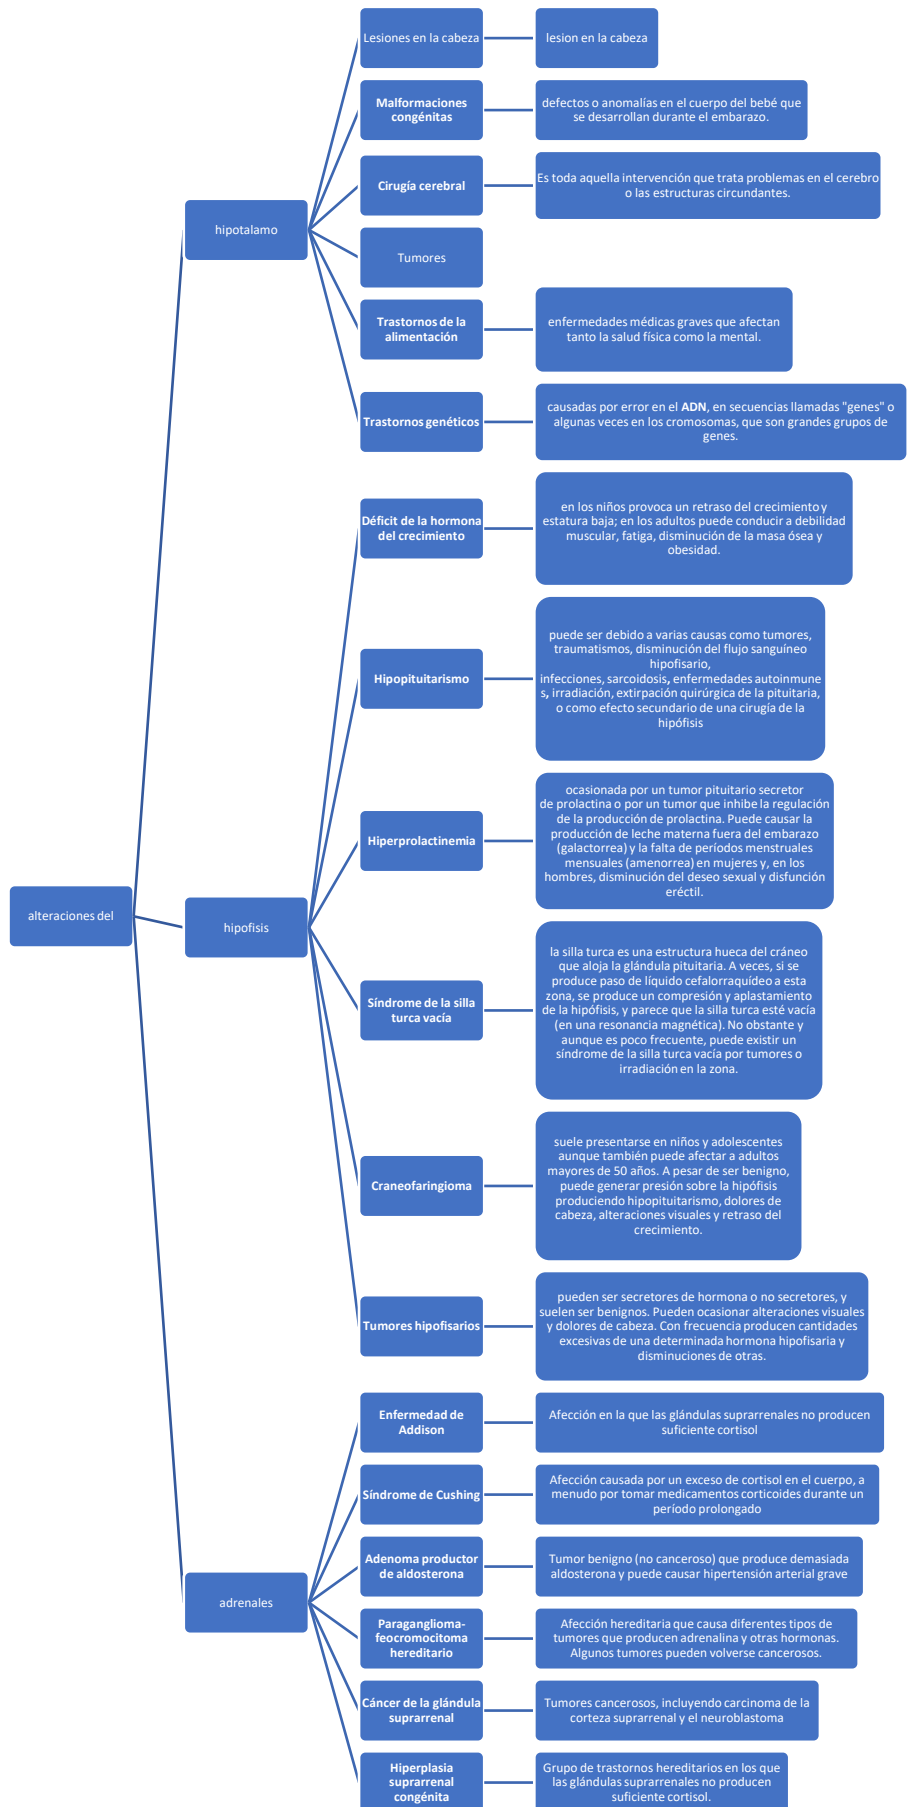 alteraciones del
hipotalamo
Lesiones en la cabeza
lesion en la cabeza
Malformaciones
congénitas
defectos o anomalías en el cuerpo del bebé que
se desarrollan durante el embarazo.
Cirugía cerebral
Es toda aquella intervención que trata problemas en el cerebro
o las estructuras circundantes.
Tumores
Trastornos de la
alimentación
enfermedades médicas graves que afectan
tanto la salud física como la mental.
Trastornos genéticos
causadas por error en el ADN, en secuencias llamadas "genes" o
algunas veces en los cromosomas, que son grandes grupos de
genes.
hipofisis
Déficit de la hormona
del crecimiento
en los niños provoca un retraso del crecimiento y
estatura baja; en los adultos puede conducir a debilidad
muscular, fatiga, disminución de la masa ósea y
obesidad.
Hipopituitarismo
puede ser debido a varias causas como tumores,
traumatismos, disminución del flujo sanguíneo
hipofisario,
infecciones, sarcoidosis, enfermedades autoinmune
s, irradiación, extirpación quirúrgica de la pituitaria,
o como efecto secundario de una cirugía de la
hipófisis
Hiperprolactinemia
ocasionada por un tumor pituitario secretor
de prolactina o por un tumor que inhibe la regulación
de la producción de prolactina. Puede causar la
producción de leche materna fuera del embarazo
(galactorrea) y la falta de períodos menstruales
mensuales (amenorrea) en mujeres y, en los
hombres, disminución del deseo sexual y disfunción
eréctil.
Síndrome de la silla
turca vacía
la silla turca es una estructura hueca del cráneo
que aloja la glándula pituitaria. A veces, si se
produce paso de líquido cefalorraquídeo a esta
zona, se produce un compresión y aplastamiento
de la hipófisis, y parece que la silla turca esté vacía
(en una resonancia magnética). No obstante y
aunque es poco frecuente, puede existir un
síndrome de la silla turca vacía por tumores o
irradiación en la zona.
Craneofaringioma
suele presentarse en niños y adolescentes
aunque también puede afectar a adultos
mayores de 50 años. A pesar de ser benigno,
puede generar presión sobre la hipófisis
produciendo hipopituitarismo, dolores de
cabeza, alteraciones visuales y retraso del
crecimiento.
Tumores hipofisarios
pueden ser secretores de hormona o no secretores, y
suelen ser benignos. Pueden ocasionar alteraciones visuales
y dolores de cabeza. Con frecuencia producen cantidades
excesivas de una determinada hormona hipofisaria y
disminuciones de otras.
adrenales
Enfermedad de
Addison
Afección en la que las glándulas suprarrenales no producen
suficiente cortisol
Síndrome de Cushing
Afección causada por un exceso de cortisol en el cuerpo, a
menudo por tomar medicamentos corticoides durante un
período prolongado
Adenoma productor
de aldosterona
Tumor benigno (no canceroso) que produce demasiada
aldosterona y puede causar hipertensión arterial grave
Paraganglioma-
feocromocitoma
hereditario
Afección hereditaria que causa diferentes tipos de
tumores que producen adrenalina y otras hormonas.
Algunos tumores pueden volverse cancerosos.
Cáncer de la glándula
suprarrenal
Tumores cancerosos, incluyendo carcinoma de la
corteza suprarrenal y el neuroblastoma
Hiperplasia
suprarrenal
congénita
Grupo de trastornos hereditarios en los que
las glándulas suprarrenales no producen
suficiente cortisol.